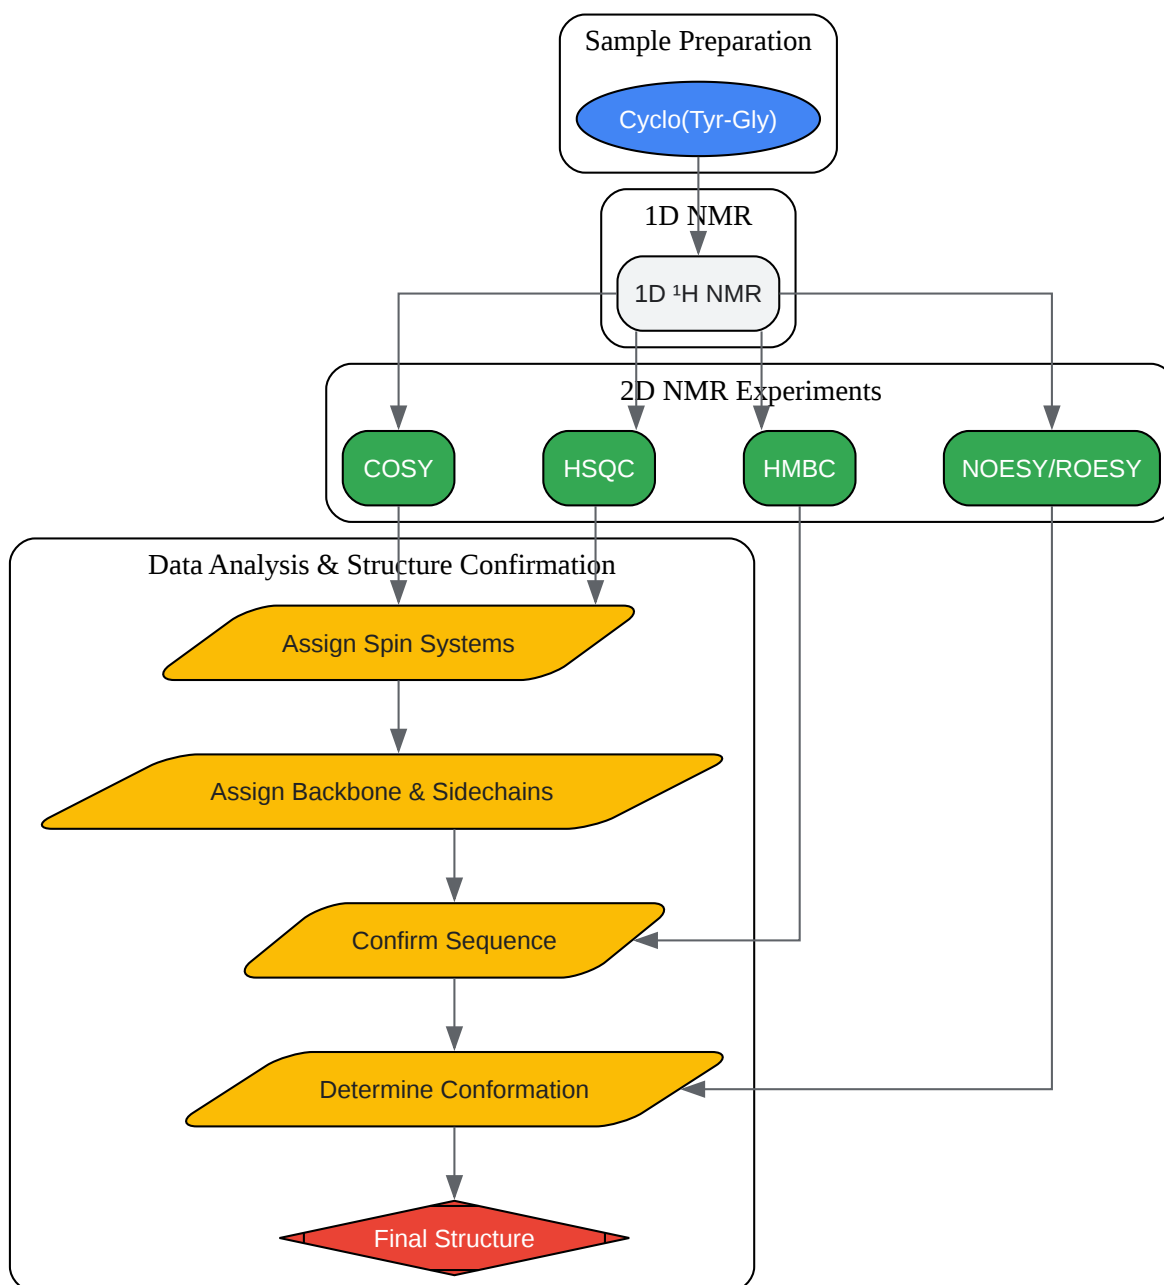 Sample Preparation
Cyclo(Tyr-Gly)
1D NMR
1D ¹H NMR
2D NMR Experiments
COSY
HSQC
HMBC
NOESY/ROESY
Data Analysis & Structure Confirmation
Assign Spin Systems
Assign Backbone & Sidechains
Confirm Sequence
Determine Conformation
Final Structure